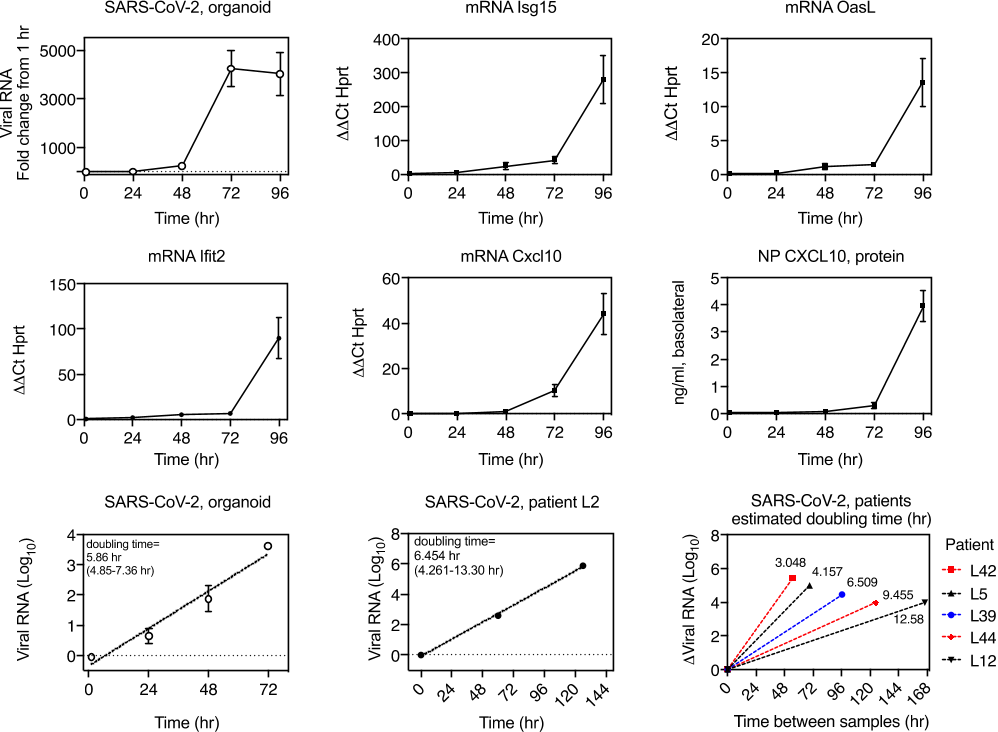 SARS-CoV-2, organoid
Viral RNA
Fold change from 1 hr
5000
3000
1000
0 24 48 72 96
Time (hr)
mRNA Isg15
ΔΔCt Hprt
400
300
200
100
0
0 24 48 72 96
Time (hr)
mRNA OasL
ΔΔCt Hprt
20
15
10
5
0
0 24 48 72 96
Time (hr)
mRNA Ifit2
ΔΔCt Hprt
150
100
50
0
0 24 48 72 96
Time (hr)
mRNA Cxcl10
ΔΔCt Hprt
60
40
20
0
0 24 48 72 96
Time (hr)
NP CXCL10, protein
ng/ml, basolateral
5
4
3
2
1
0
0 24 48 72 96
Time (hr)
SARS-CoV-2, organoid
Viral RNA (Log10)
4
3
2
1
0
doubling time=
5.86 hr
(4.85-7.36 hr)
0 24 48 72
Time (hr)
SARS-CoV-2, patient L2
Viral RNA (Log10)
8
6
4
2
0
doubling time=
6.454 hr
(4.261-13.30 hr)
0 24 48 72 96 120 144
Time (hr)
SARS-CoV-2, patients
estimated doubling time (hr)
ΔViral RNA (Log10)
8
6
4
2
0
3.048
4.157
6.509
9.455
12.58
0 24 48 72 96 120 144 168
Time between samples (hr)
Patient
L42
L5
L39
L44
L12